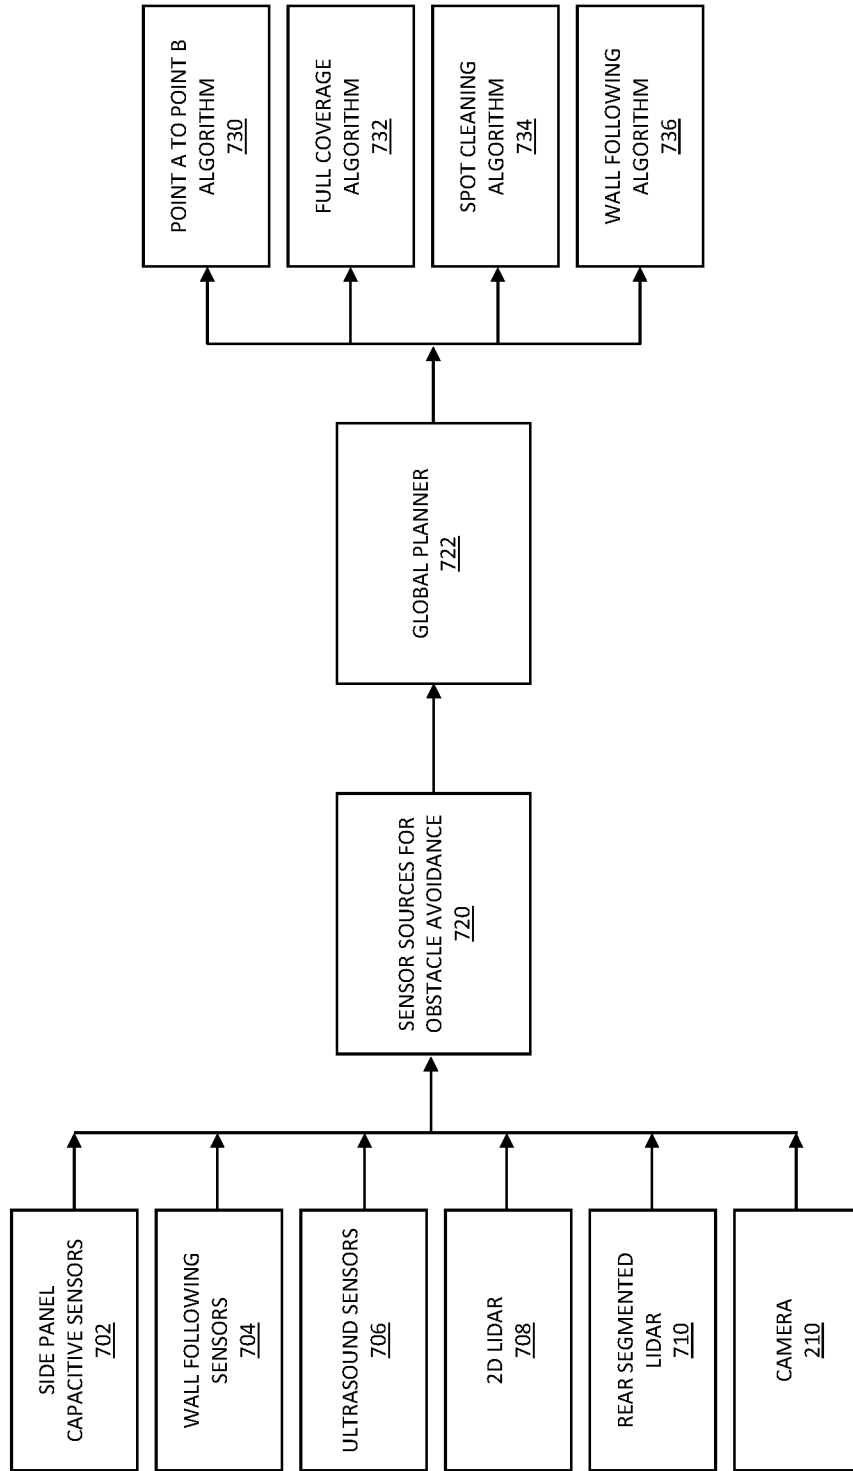 SIDE PANEL
CAPACITIVE SENSORS
702
WALL FOLLOWING
SENSORS
704
ULTRASOUND SENSORS
706
2D LIDAR
708
REAR SEGMENTED
LIDAR
710
CAMERA
210
SENSOR SOURCES FOR
OBSTACLE AVOIDANCE
720
GLOBAL PLANNER
722
POINT A TO POINT B
ALGORITHM
730
FULL COVERAGE
ALGORITHM
732
SPOT CLEANING
ALGORITHM
734
WALL FOLLOWING
ALGORITHM
736